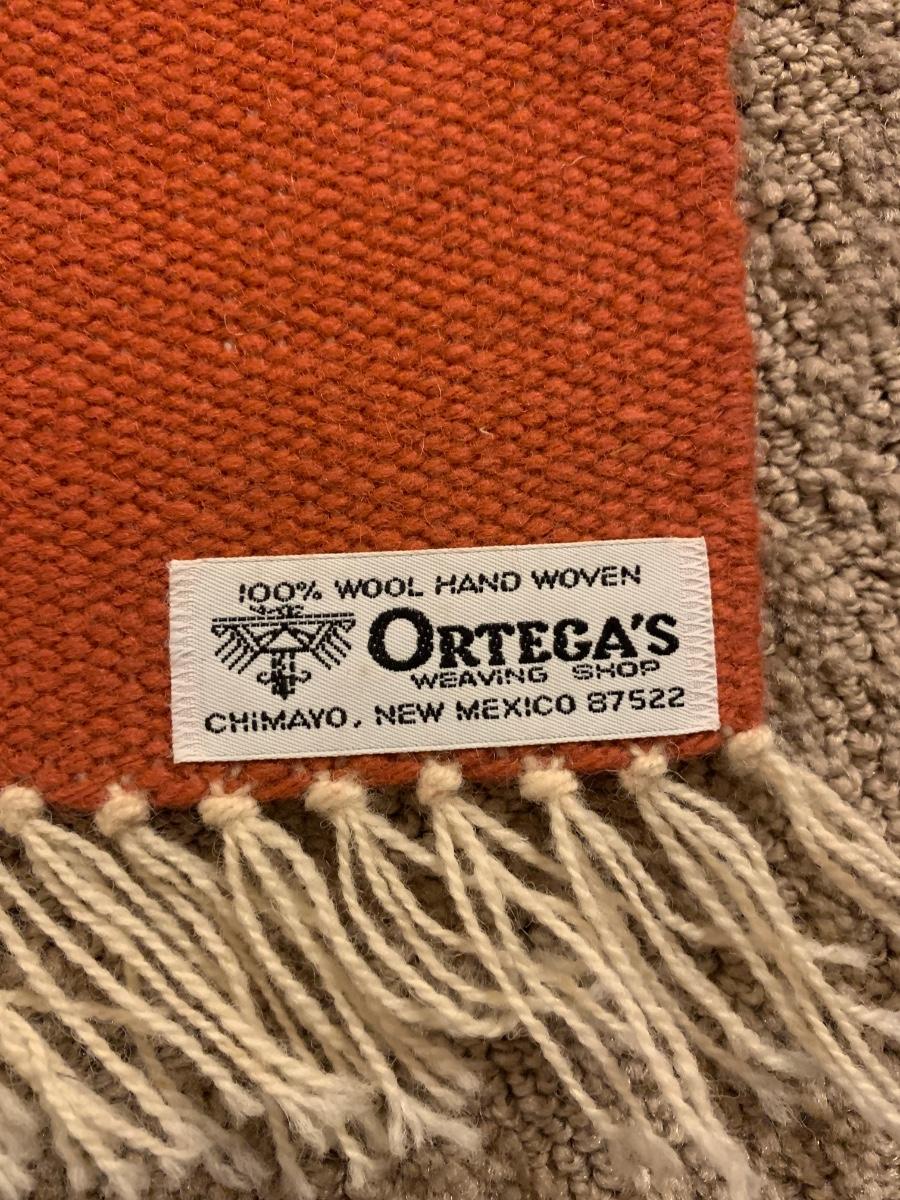 100% WOOL HAND WOVEN
ORTEGA'S
WEAVING SHOP
CHIMAYO, NEW MEXICO 87522